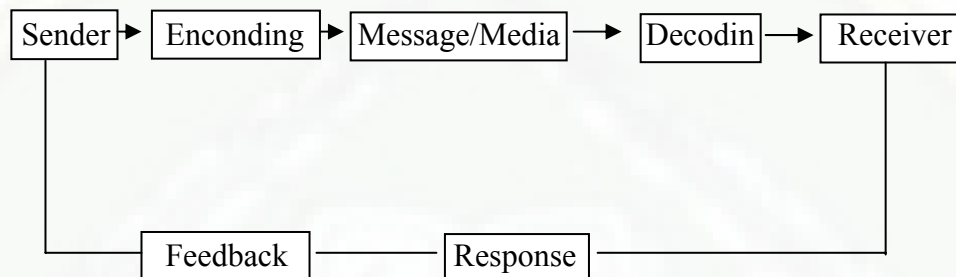 Sender Enconding Message/Media Decodin Receiver
Feedback Response